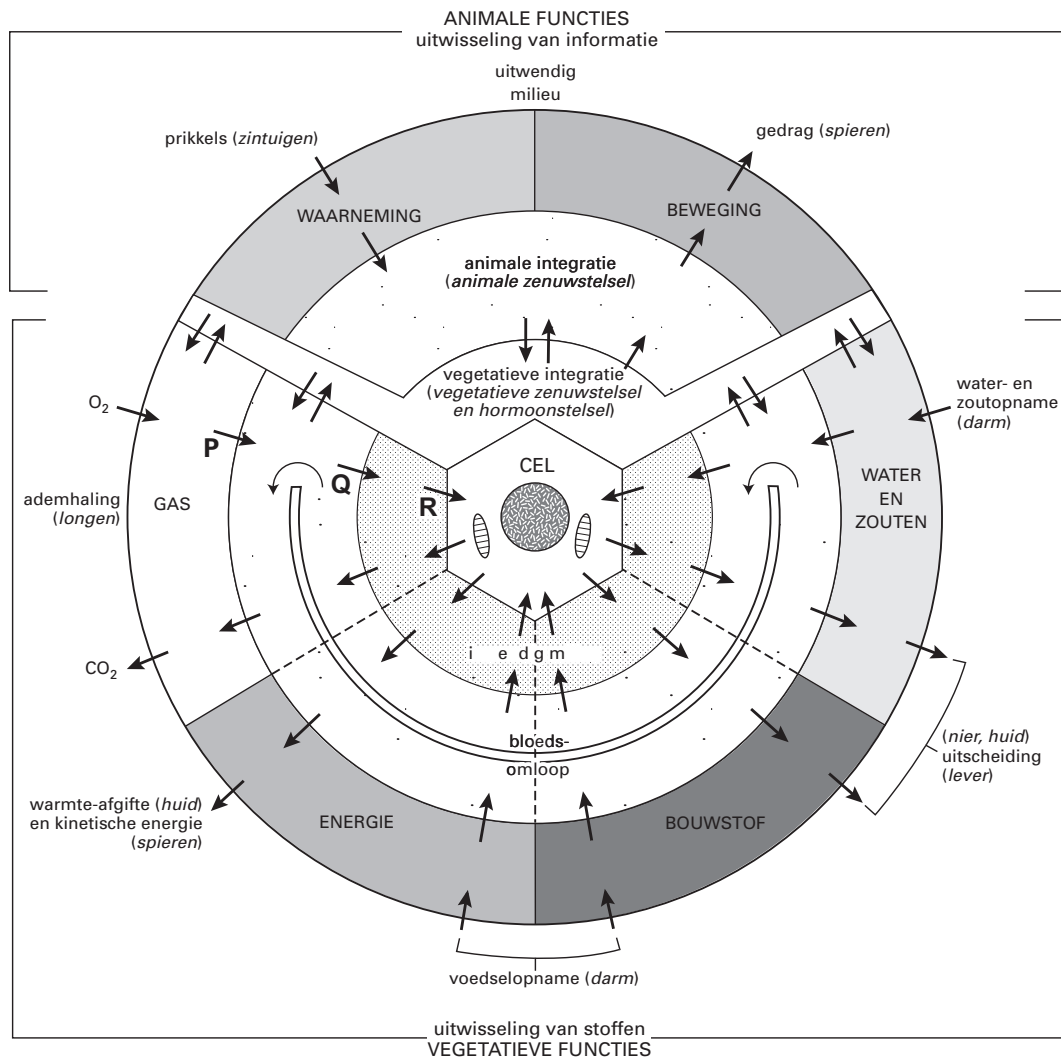 ANIMALE FUNCTIES
uitwisseling van informatie
uitwendig
milieu
prikkels (zintuigen)
gedrag (spieren)
WAARNEMING
BEWEGING
animale integratie
(animale zenuwstelsel)
vegetatieve integratie
(vegetatieve zenuwstelsel
en hormoonstelsel)
O2
P
water- en
zoutopname
(darm)
CEL
Q
R
WATER
EN
ZOUTEN
ademhaling
(longen)
GAS
CO2
i e d g m
bloeds-
omloop
(nier, huid)
uitscheiding
(lever)
warmte-afgifte (huid)
en kinetische energie
(spieren)
ENERGIE
BOUWSTOF
voedselopname (darm)
uitwisseling van stoffen
VEGETATIEVE FUNCTIES